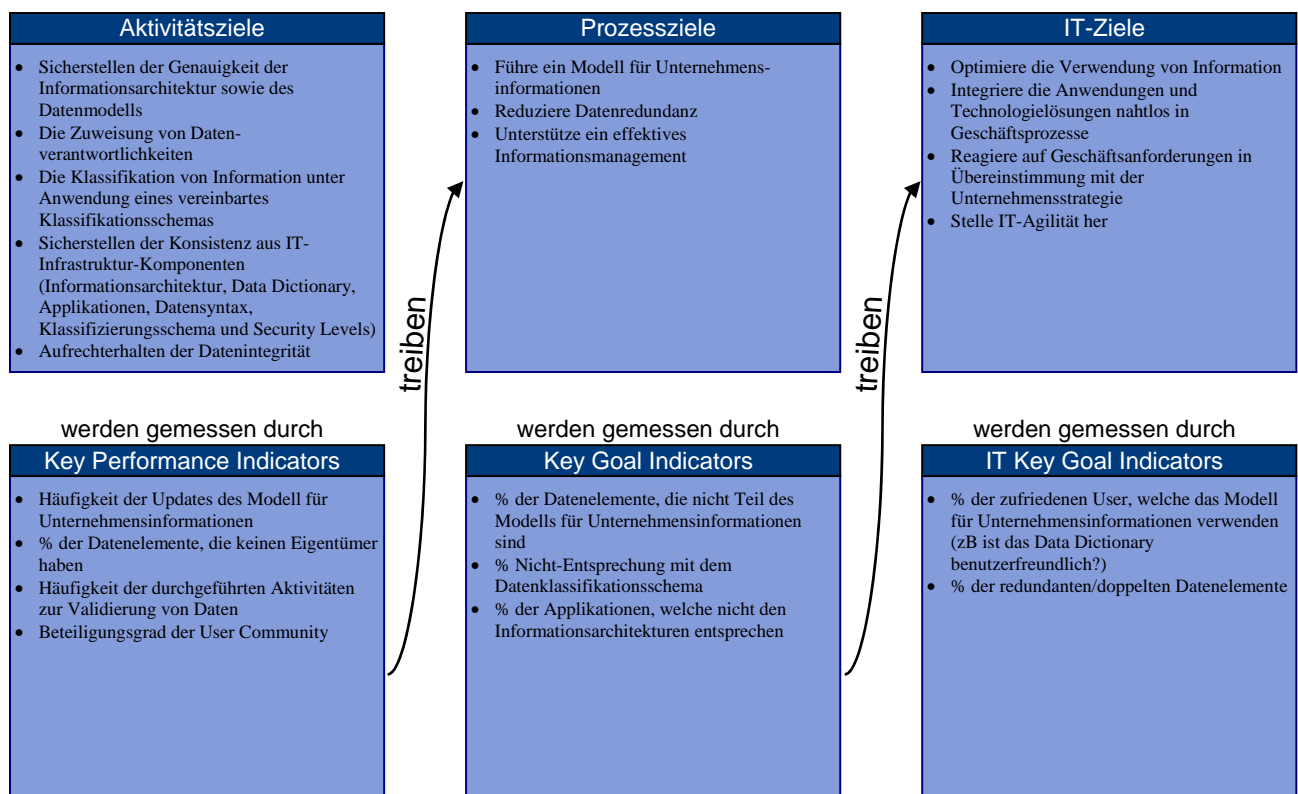 Aktivitätsziele
• Sicherstellen der Genauigkeit der
Informationsarchitektur sowie des
Datenmodells
• Die Zuweisung von Daten-
verantwortlichkeiten
• Die Klassifikation von Information unter
Anwendung eines vereinbartes
Klassifikationsschemas
• Sicherstellen der Konsistenz aus IT-
Infrastruktur-Komponenten
(Informationsarchitektur, Data Dictionary,
Applikationen, Datensyntax,
Klassifizierungsschema und Security Levels)
• Aufrechterhalten der Datenintegrität
treiben
Prozessziele
• Führe ein Modell für Unternehmens-
informationen
• Reduziere Datenredundanz
• Unterstütze ein effektives
Informationsmanagement
treiben
IT-Ziele
• Optimiere die Verwendung von Information
• Integriere die Anwendungen und
Technologielösungen nahtlos in
Geschäftsprozesse
• Reagiere auf Geschäftsanforderungen in
Übereinstimmung mit der
Unternehmensstrategie
• Stelle IT-Agilität her
werden gemessen durch
Key Performance Indicators
• Häufigkeit der Updates des Modell für
Unternehmensinformationen
• % der Datenelemente, die keinen Eigentümer
haben
• Häufigkeit der durchgeführten Aktivitäten
zur Validierung von Daten
• Beteiligungsgrad der User Community
werden gemessen durch
Key Goal Indicators
• % der Datenelemente, die nicht Teil des
Modells für Unternehmensinformationen
sind
• % Nicht-Entsprechung mit dem
Datenklassifikationsschema
• % der Applikationen, welche nicht den
Informationsarchitekturen entsprechen
werden gemessen durch
IT Key Goal Indicators
• % der zufriedenen User, welche das Modell
für Unternehmensinformationen verwenden
(zB ist das Data Dictionary
benutzerfreundlich?)
• % der redundanten/doppelten Datenelemente